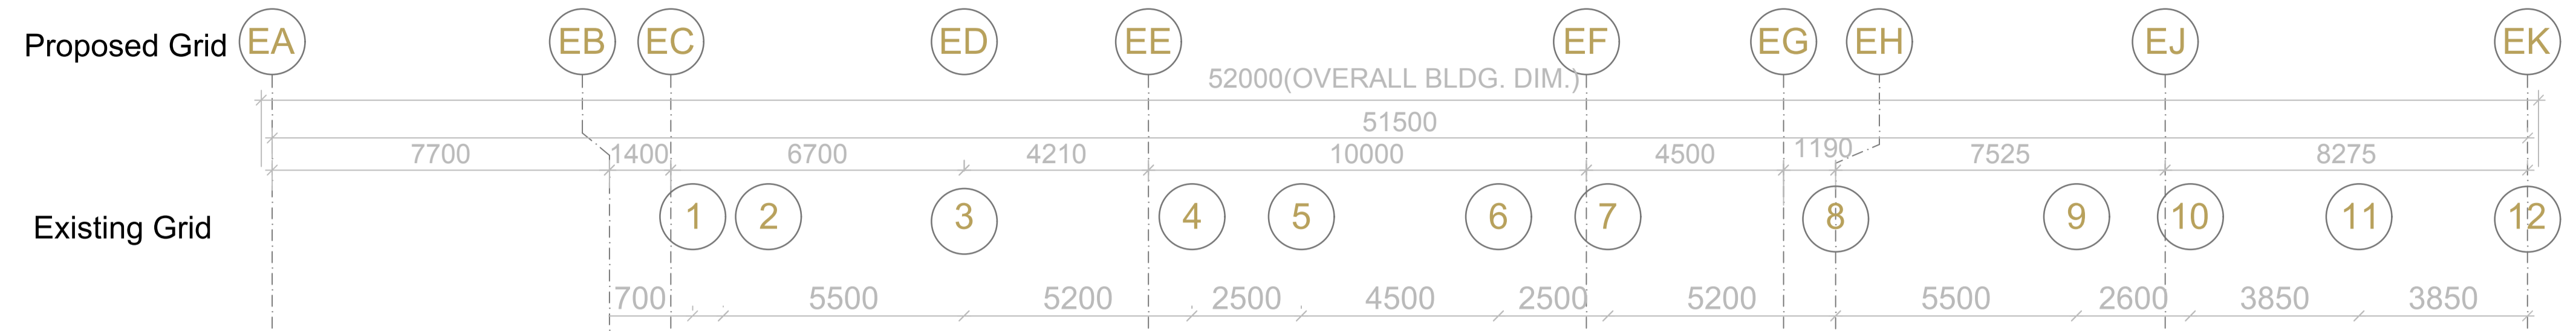 Proposed Grid EA EB EC ED EE EF EG EH EJ EK
52000(OVERALL BLDG. DIM.)
51500
7700 1400 6700 4210 10000 4500 1190 7525 8275
Existing Grid 1 2 3 4 5 6 7 8 9 10 11 12
700 5500 5200 2500 4500 2500 5200 5500 2600 3850 3850